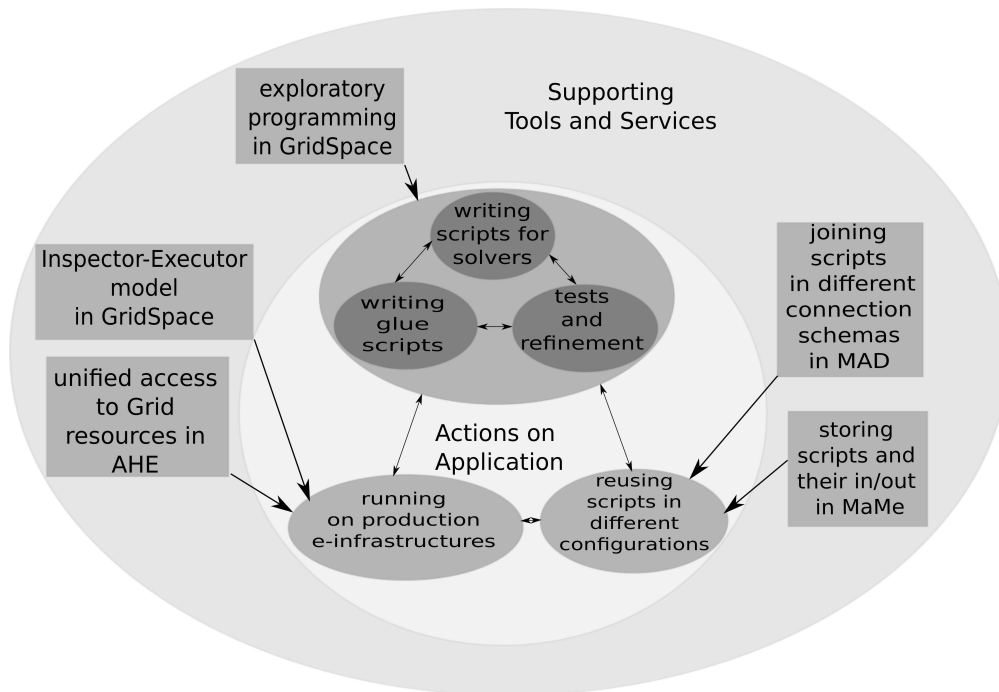 exploratory
programming
in GridSpace
Supporting
Tools and Services
writing
scripts for
solvers
writing
glue
scripts
tests
and
refinement
Inspector-Executor
model
in GridSpace
joining
scripts
in different
connection
schemas
in MAD
unified access
to Grid
resources in
AHE
Actions on
Application
storing
scripts and
their in/out
in MaMe
running
on production
e-infrastructures
reusing
scripts in
different
configurations